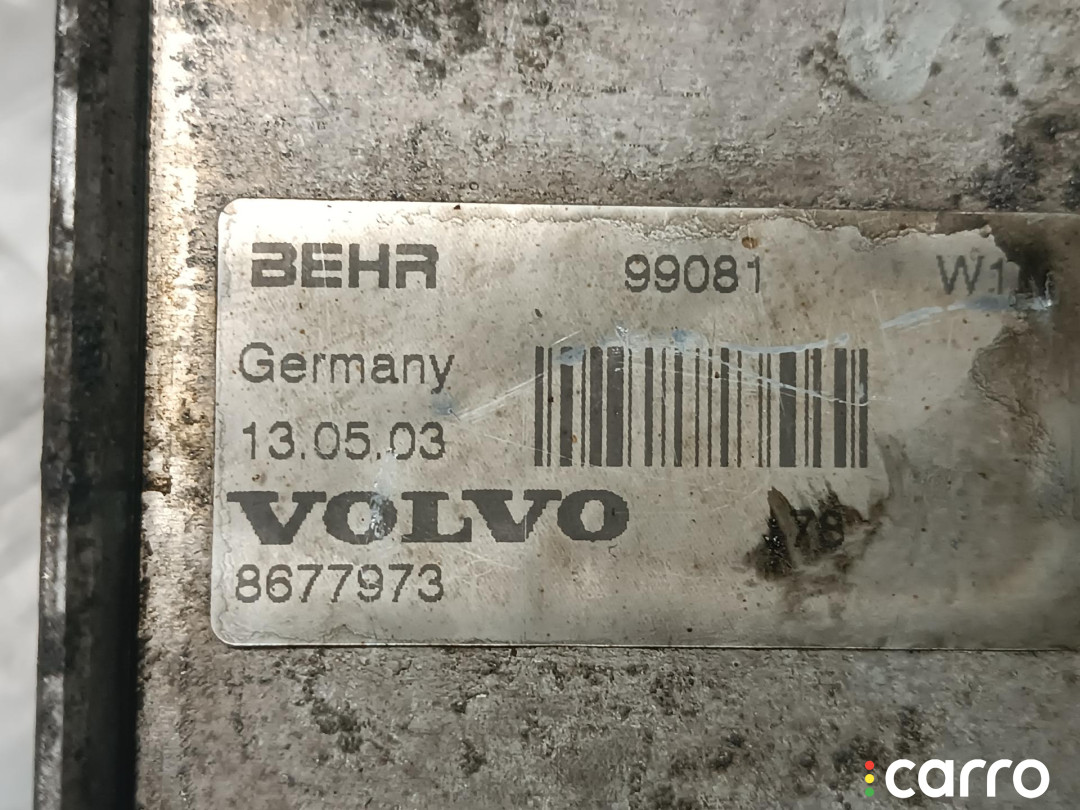 BEHR 99081
Germany
13.05.03
VOLVO
8677973
carro